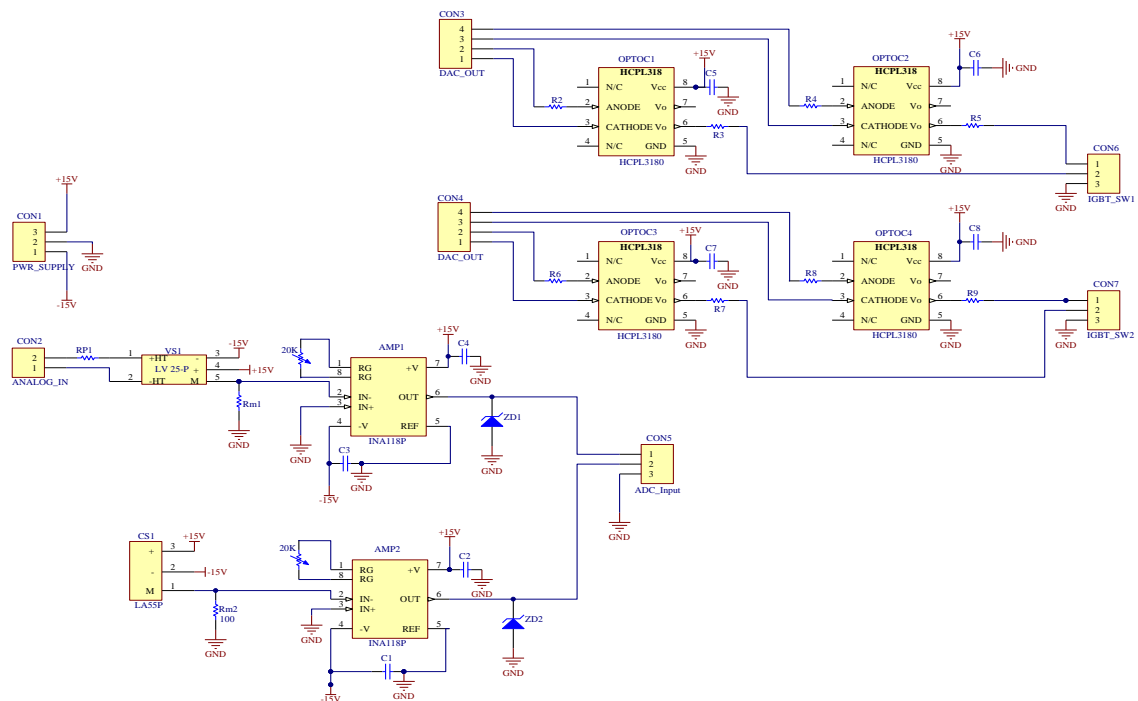 CON3
4
3
2
1
DAC_OUT
OPTOC1
HCPL318
1 N/C Vcc 8
2 ANODE Vo 7
3 CATHODE Vo 6
4 N/C GND 5
HCPL3180
R2
R3
+15V
C5
GND
GND
OPTOC2
HCPL318
1 N/C Vcc 8
2 ANODE Vo 7
3 CATHODE Vo 6
4 N/C GND 5
HCPL3180
R4
R5
+15V
C6
GND
GND
CON6
1
2
3
IGBT_SW1
GND
+15V
CON1
3
2
1
PWR_SUPPLY
GND
-15V
CON4
4
3
2
1
DAC_OUT
OPTOC3
HCPL318
1 N/C Vcc 8
2 ANODE Vo 7
3 CATHODE Vo 6
4 N/C GND 5
HCPL3180
R6
R7
+15V
C7
GND
GND
OPTOC4
HCPL318
1 N/C Vcc 8
2 ANODE Vo 7
3 CATHODE Vo 6
4 N/C GND 5
HCPL3180
R8
R9
+15V
C8
GND
GND
CON7
1
2
3
IGBT_SW2
GND
CON2
2
1
ANALOG_IN
RP1
VS1
1 +HT - 3
LV 25-P + 4
2 -HT M 5
-15V
+15V
Rm1
GND
20K
AMP1
1 RG +V 7
8 RG
2 IN- OUT 6
3 IN+
4 -V REF 5
INA118P
+15V
C4
GND
GND
C3
GND
-15V
ZD1
GND
CON5
1
2
3
ADC_Input
GND
CS1
+ 3
- 2
M 1
LA55P
+15V
-15V
Rm2
100
GND
20K
AMP2
1 RG +V 7
8 RG
2 IN- OUT 6
3 IN+
4 -V REF 5
INA118P
+15V
C2
GND
GND
C1
GND
-15V
ZD2
GND